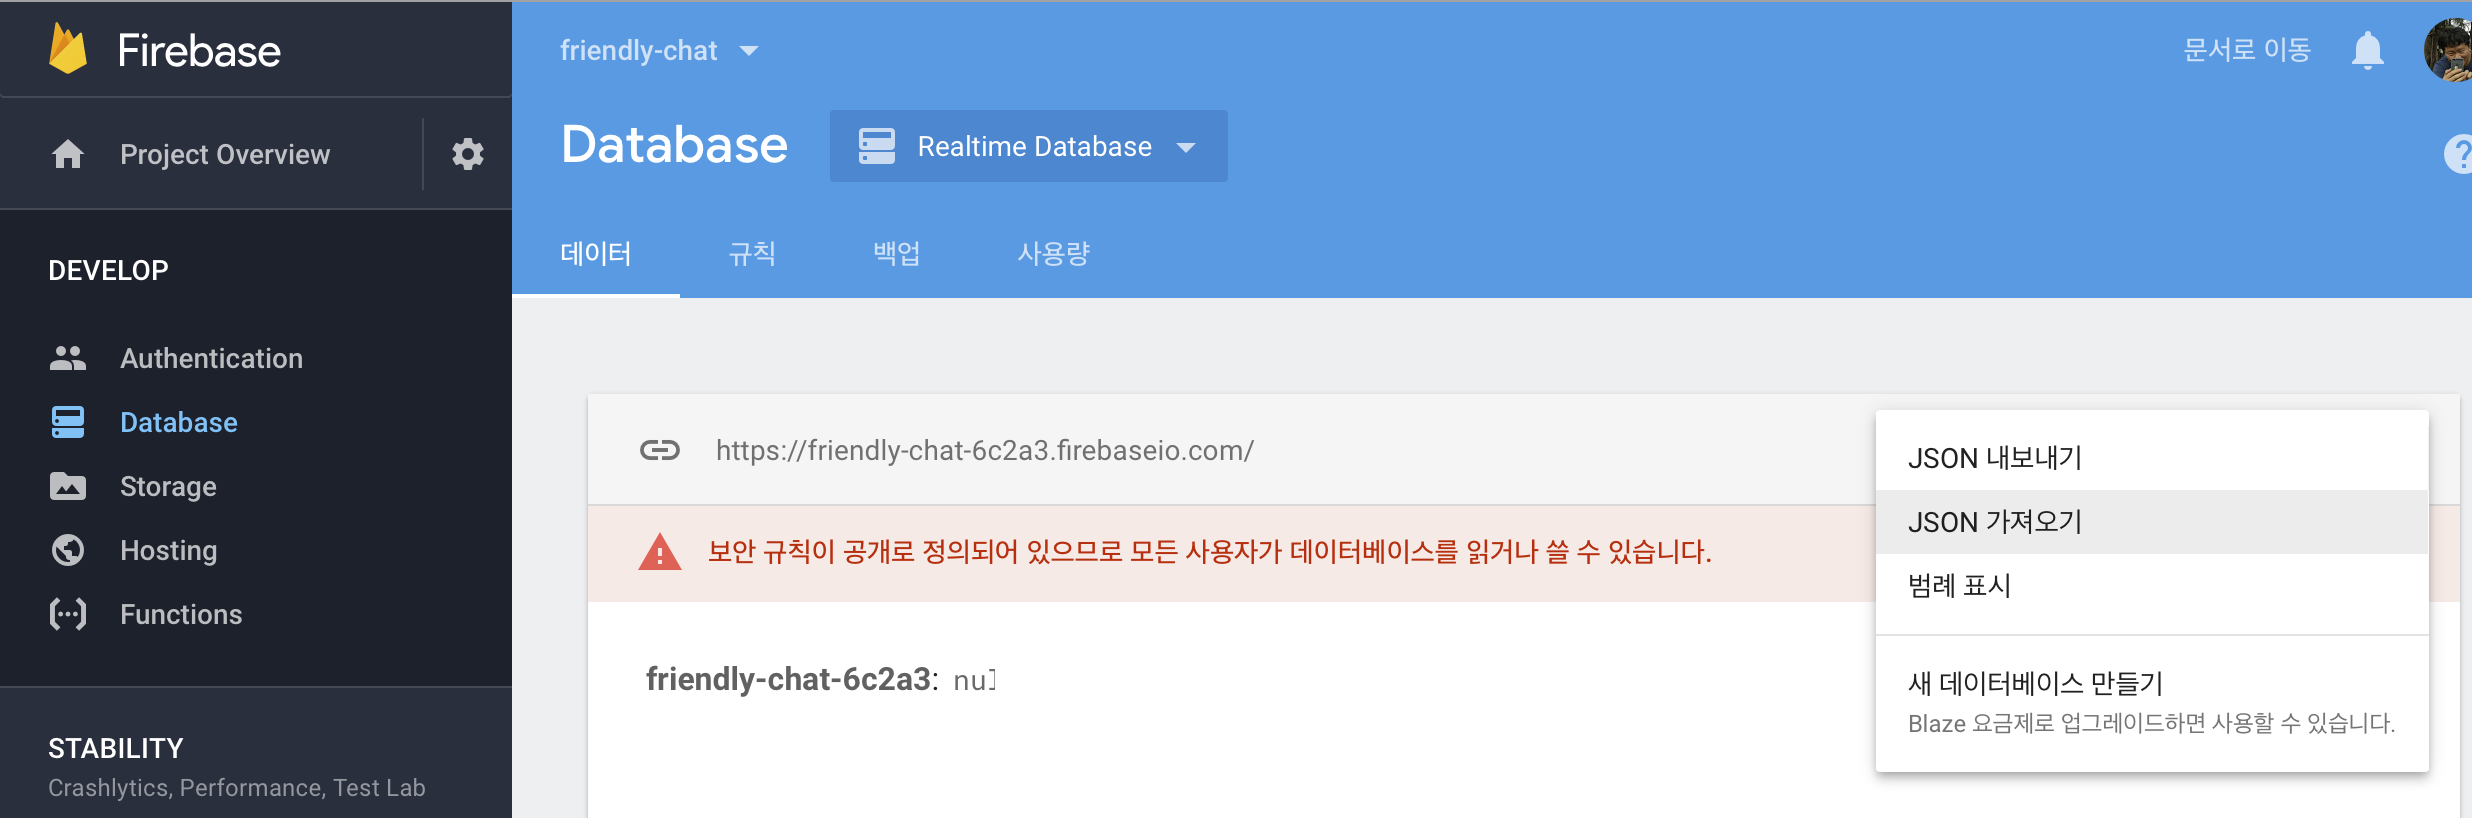 Firebase
Project Overview
DEVELOP
Authentication
Database
Storage
Hosting
Functions
STABILITY
Crashlytics, Performance, Test Lab
friendly-chat
문서로 이동
Database
Realtime Database
데이터
규칙
백업
사용량
https://friendly-chat-6c2a3.firebaseio.com/
보안 규칙이 공개로 정의되어 있으므로 모든 사용자가 데이터베이스를 읽거나 쓸 수 있습니다.
friendly-chat-6c2a3: nul
JSON 내보내기
JSON 가져오기
범례 표시
새 데이터베이스 만들기
Blaze 요금제로 업그레이드하면 사용할 수 있습니다.